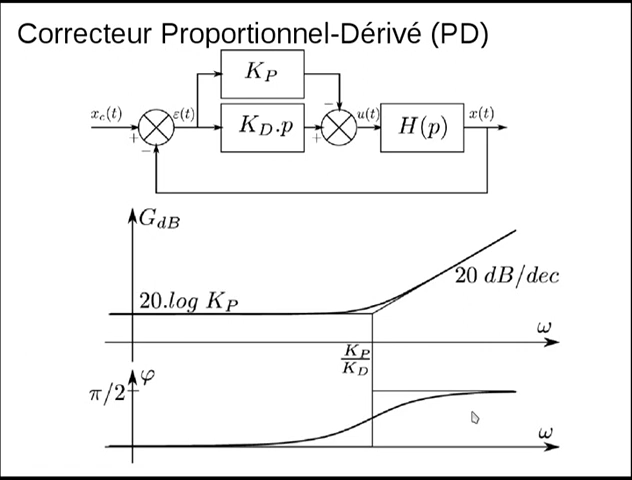 Correcteur Proportionnel-Dérivé (PD)
K_P
x_c(t) ε(t) K_D.p u(t) H(p) x(t)
+ − + −
G_dB
20.log K_P
20 dB/dec
ω
K_P/K_D
φ
π/2
ω